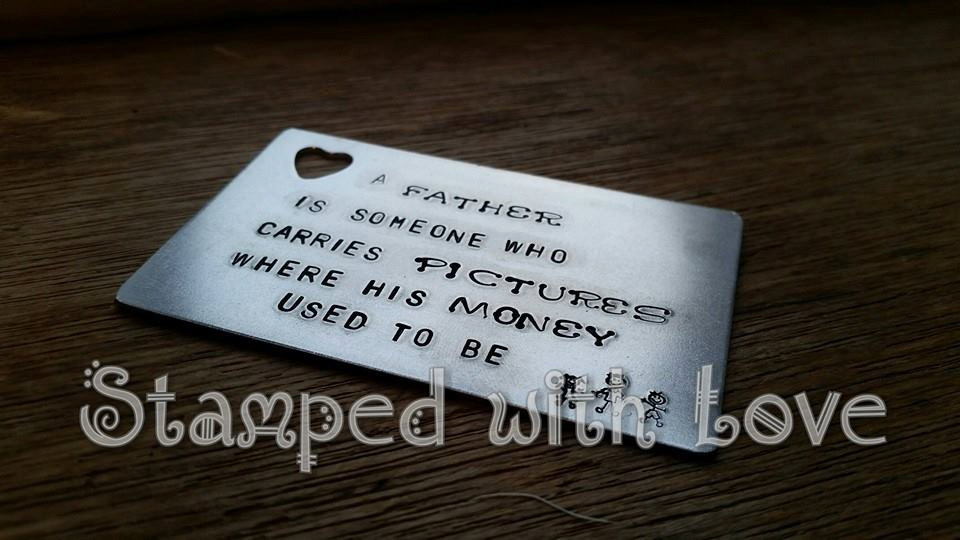 A FATHER
IS SOMEONE WHO
CARRIES PICTURES
WHERE HIS MONEY
USED TO BE
Stamped with Love